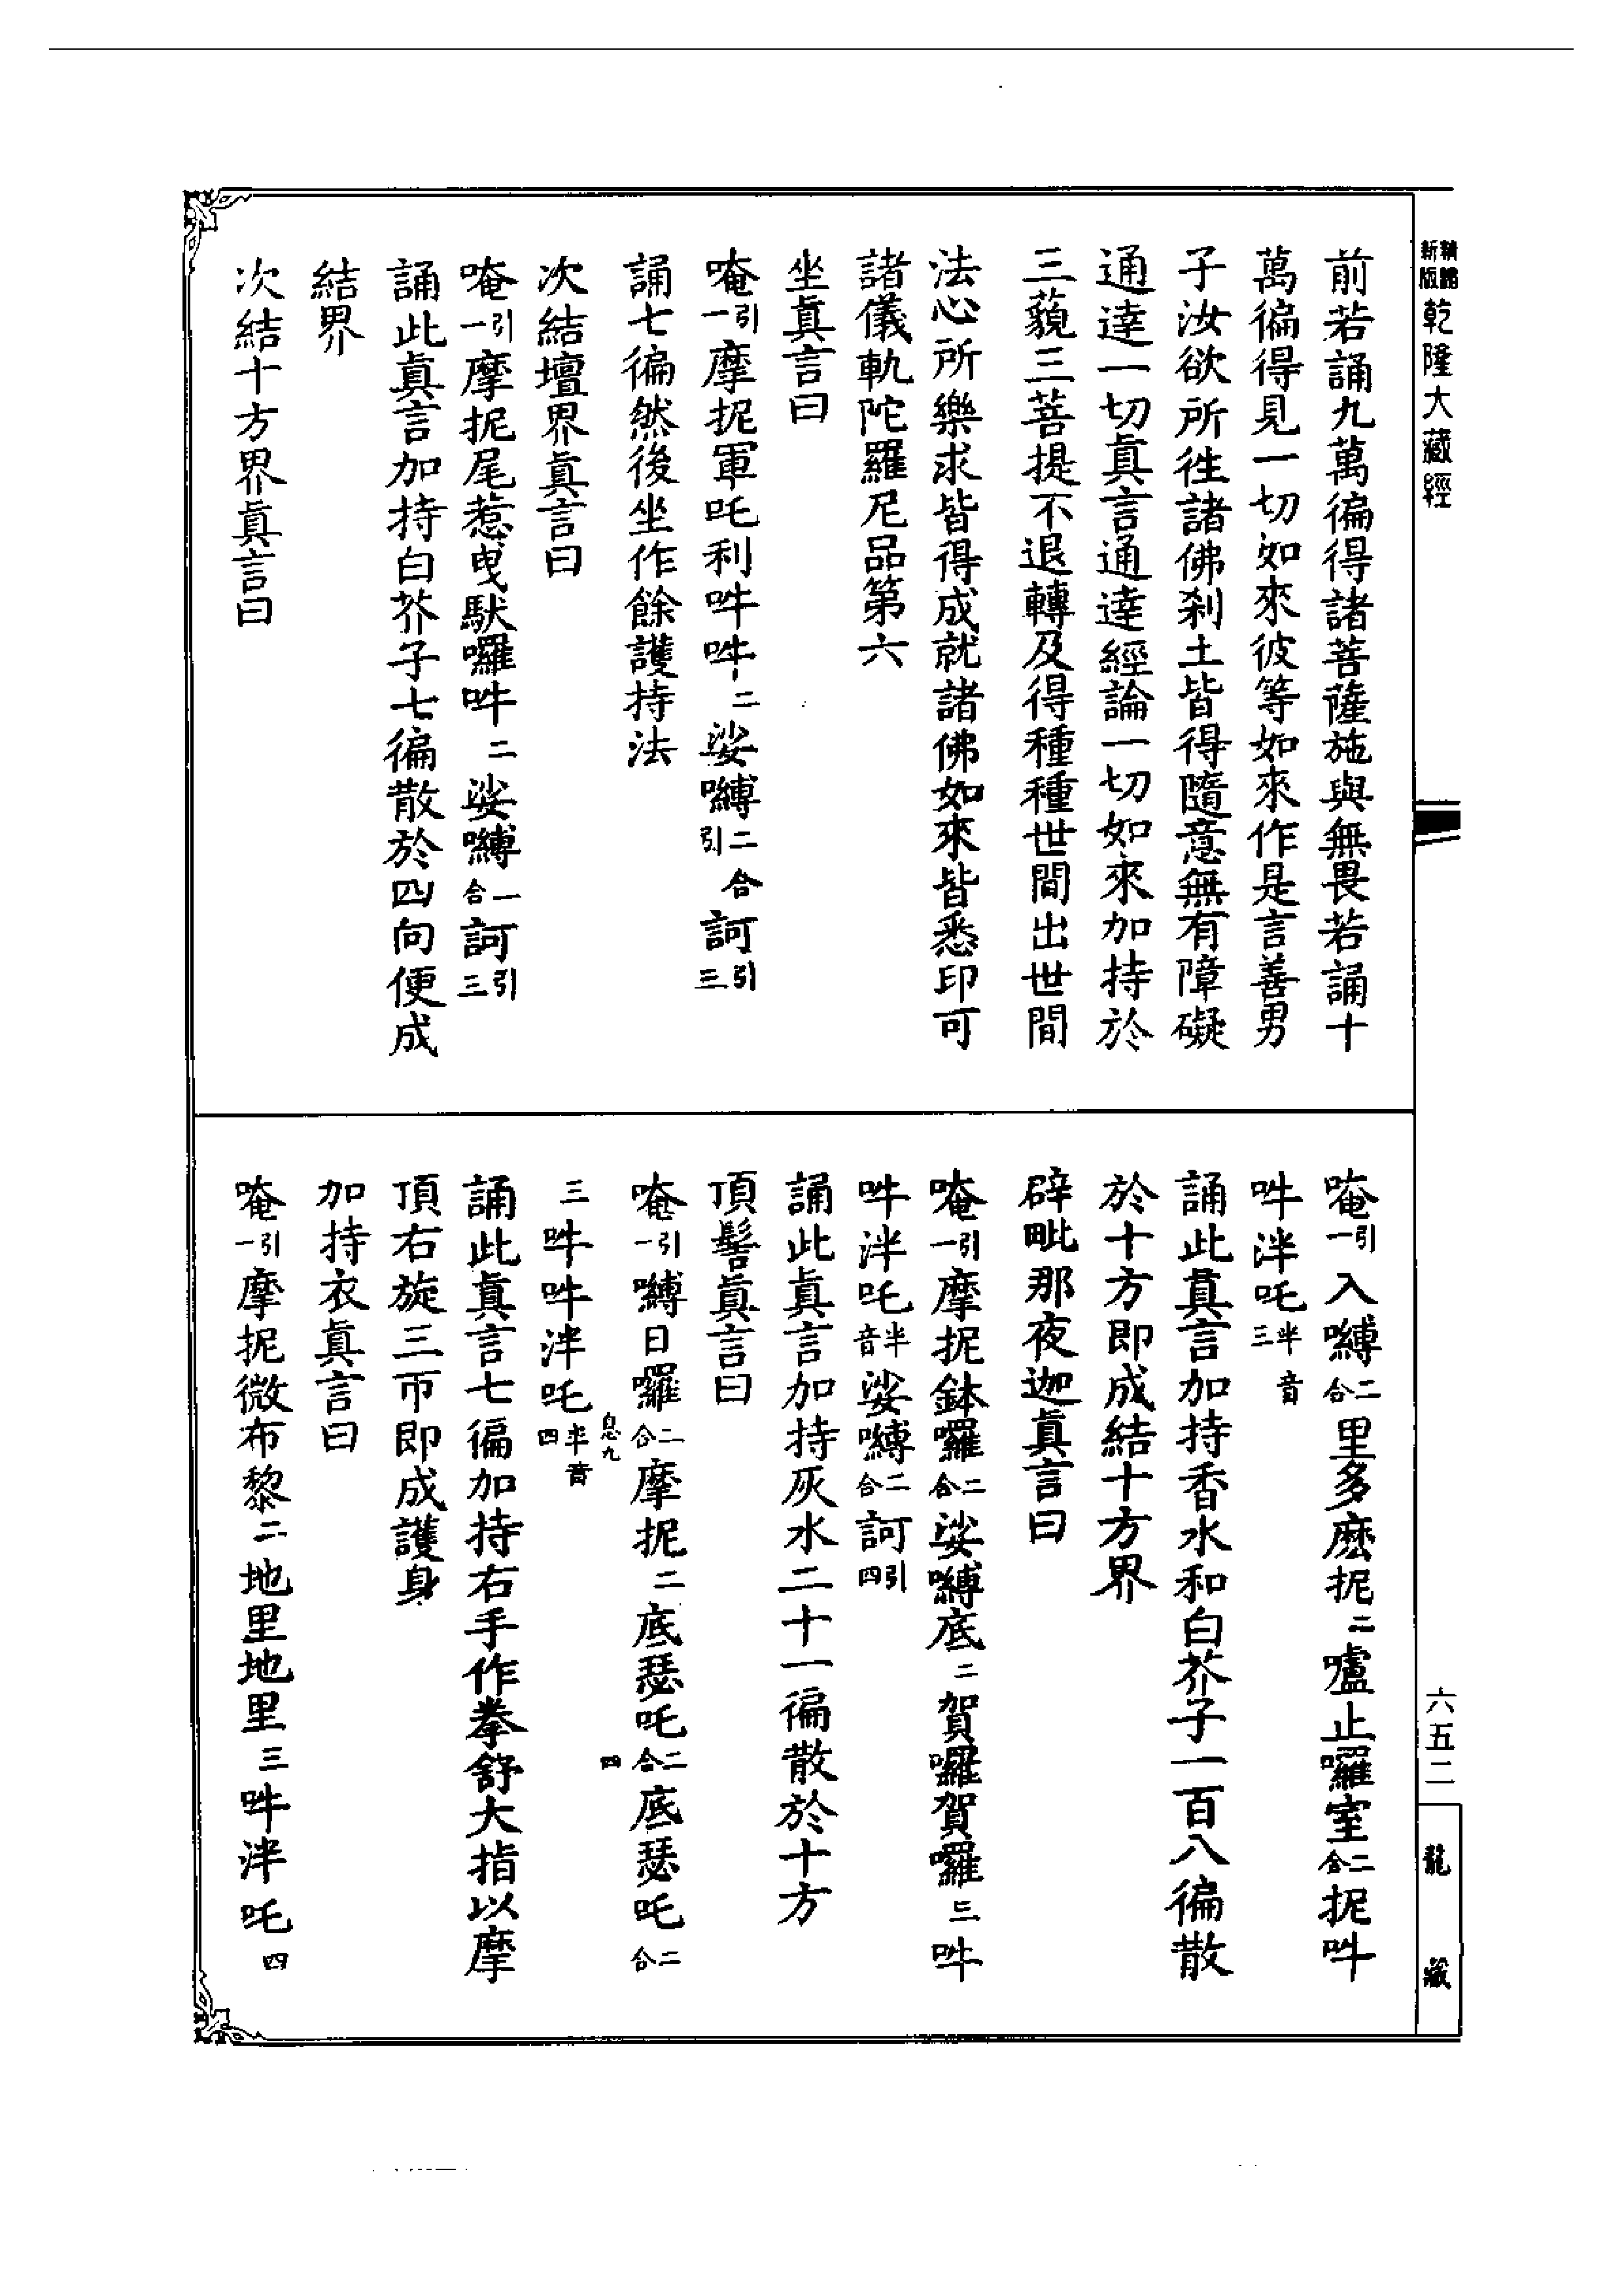 乾隆大藏經
前若誦九萬徧得諸菩薩施與無畏若誦十
萬徧得見一切如來彼等如來作是言善男
子汝欲所往諸佛刹土皆得隨意無有障礙
通達一切眞言通達經論一切如來加持於
三藐三菩提不退轉及得種種世間出世間
法心所樂求皆得成就諸佛如來皆悉印可
諸儀軌陀羅尼品第六
坐眞言曰
唵引一摩抳軍吒利吽吽二娑嚩二合引訶引三
誦七徧然後坐作餘護持法
次結壇界眞言曰
唵引一摩抳尾惹曳馱囉吽二娑嚩一合訶引三
誦此眞言加持白芥子七徧散於四向便成
結界
次結十方界眞言曰
唵引一入嚩二合里多麽抳二嚧止囉室二合抳吽
吽泮吒半音三
誦此眞言加持香水和白芥子一百八徧散
於十方即成結十方界
辟毗那夜迦眞言曰
唵引一摩抳鉢囉二合娑嚩底二賀囉賀囉三吽
吽泮吒半音娑嚩二合訶引四
誦此眞言加持灰水二十一徧散於十方
頂髻眞言曰
唵引一嚩日囉二合摩抳二底瑟吒二合底瑟吒二合
三吽吽泮吒半音四
誦此眞言七徧加持右手作拳舒大指以摩
頂右旋三帀即成護身
加持衣眞言曰
唵引一摩抳微布黎二地里地里三吽泮吒四
六五二
龍藏